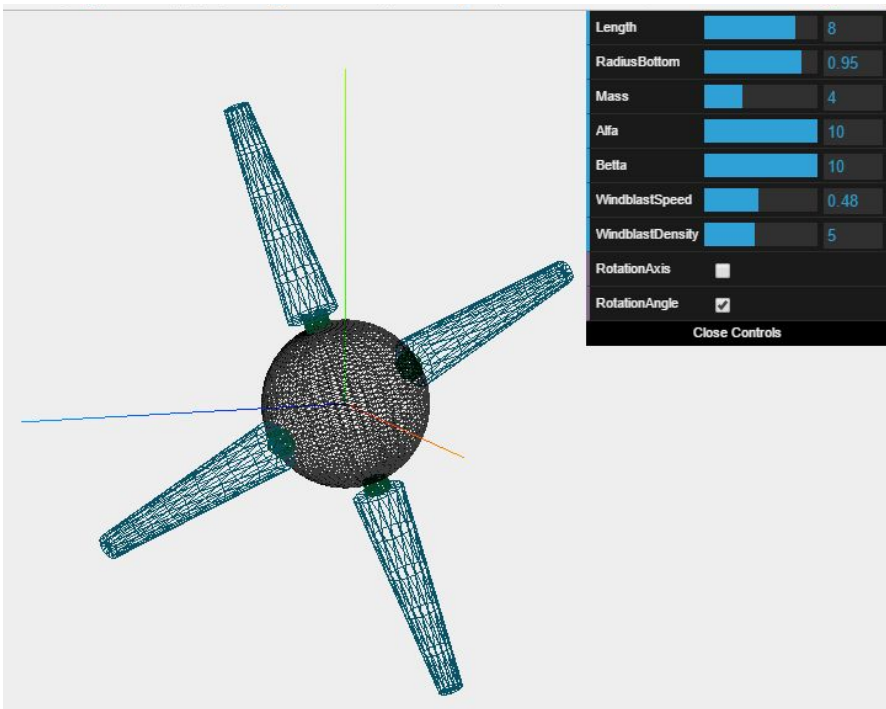 Length 8
RadiusBottom 0.95
Mass 4
Alfa 10
Betta 10
WindblastSpeed 0.48
WindblastDensity 5
RotationAxis
RotationAngle
Close Controls